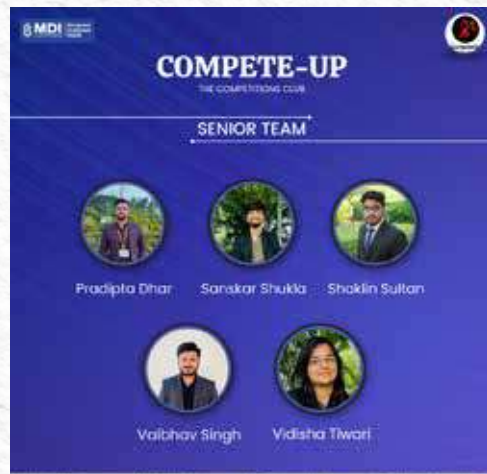 MDI
COMPETE-UP
THE COMPETITIONS CLUB
SENIOR TEAM
Pradipta Dhar Sanskar Shukla Shaklin Sultan
Vaibhav Singh Vidisha Tiwari